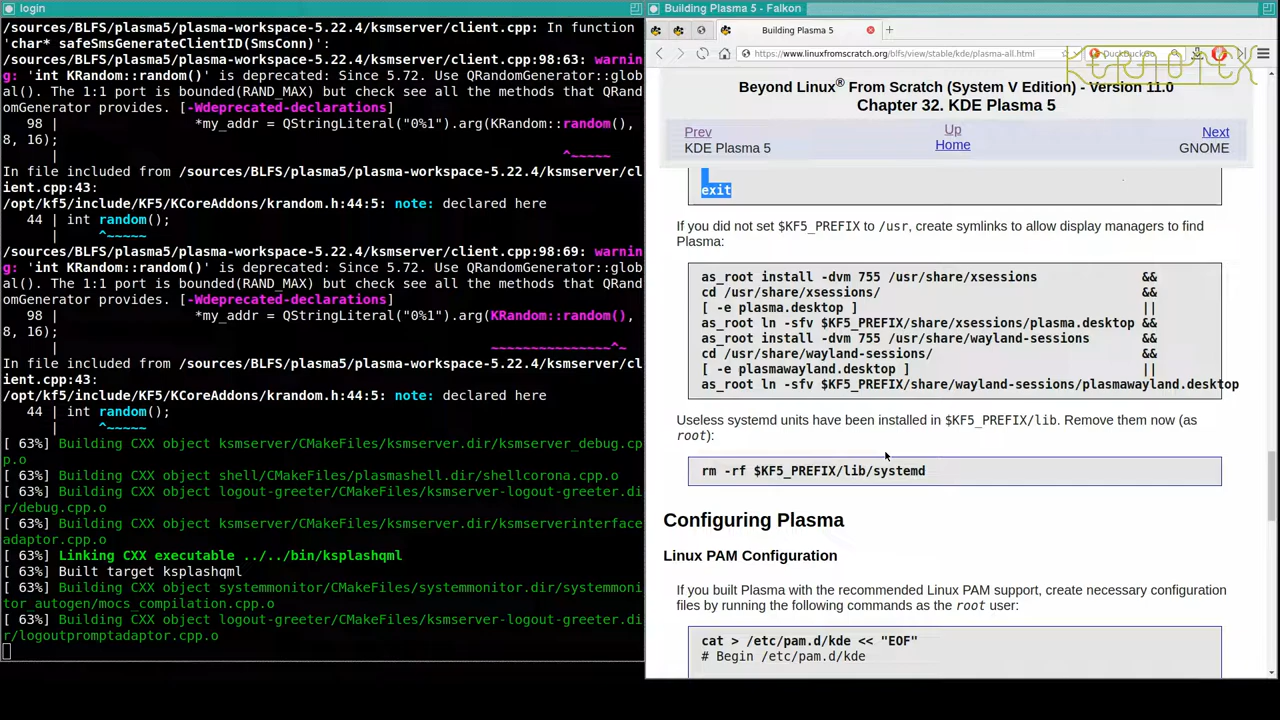 login
/sources/BLFS/plasma5/plasma-workspace-5.22.4/ksmserver/client.cpp: In function
'char* safeSmsGenerateClientID(SmsConn)':
/sources/BLFS/plasma5/plasma-workspace-5.22.4/ksmserver/client.cpp:98:63: warnin
g: 'int KRandom::random()' is deprecated: Since 5.72. Use QRandomGenerator::glob
al(). The 1:1 port is bounded(RAND_MAX) but check see all the methods that QRan
domGenerator provides. [-Wdeprecated-declarations]
98 | *my_addr = QStringLiteral("0%1").arg(KRandom::random(),
8, 16);
|
^~~~~~
In file included from /sources/BLFS/plasma5/plasma-workspace-5.22.4/ksmserver/cl
ient.cpp:43:
/opt/kf5/include/KF5/KCoreAddons/krandom.h:44:5: note: declared here
44 | int random();
| ^~~~~~
/sources/BLFS/plasma5/plasma-workspace-5.22.4/ksmserver/client.cpp:98:69: warnin
g: 'int KRandom::random()' is deprecated: Since 5.72. Use QRandomGenerator::glob
al(). The 1:1 port is bounded(RAND_MAX) but check see all the methods that QRan
domGenerator provides. [-Wdeprecated-declarations]
98 | *my_addr = QStringLiteral("0%1").arg(KRandom::random(),
8, 16);
|
~~~~~~~~~~~~~~~^~
In file included from /sources/BLFS/plasma5/plasma-workspace-5.22.4/ksmserver/cl
ient.cpp:43:
/opt/kf5/include/KF5/KCoreAddons/krandom.h:44:5: note: declared here
44 | int random();
| ^~~~~~
[ 63%] Building CXX object ksmserver/CMakeFiles/ksmserver.dir/ksmserver_debug.cp
p.o
[ 63%] Building CXX object shell/CMakeFiles/plasmashell.dir/shellcorona.cpp.o
[ 63%] Building CXX object logout-greeter/CMakeFiles/ksmserver-logout-greeter.di
r/debug.cpp.o
[ 63%] Building CXX object ksmserver/CMakeFiles/ksmserver.dir/ksmserverinterface
adaptor.cpp.o
[ 63%] Linking CXX executable ../../bin/ksplashqml
[ 63%] Built target ksplashqml
[ 63%] Building CXX object systemmonitor/CMakeFiles/systemmonitor.dir/systemmoni
tor_autogen/mocs_compilation.cpp.o
[ 63%] Building CXX object logout-greeter/CMakeFiles/ksmserver-logout-greeter.di
r/logoutpromptadaptor.cpp.o
Building Plasma 5 - Falkon
Building Plasma 5
https://www.linuxfromscratch.org/blfs/view/stable/kde/plasma-all.html
DuckDuckGo
KERNOTEX
Beyond Linux® From Scratch (System V Edition) - Version 11.0
Chapter 32. KDE Plasma 5
Prev Up Next
KDE Plasma 5 Home GNOME
exit
If you did not set $KF5_PREFIX to /usr, create symlinks to allow display managers to find
Plasma:
as_root install -dvm 755 /usr/share/xsessions &&
cd /usr/share/xsessions/ &&
[ -e plasma.desktop ] ||
as_root ln -sfv $KF5_PREFIX/share/xsessions/plasma.desktop &&
as_root install -dvm 755 /usr/share/wayland-sessions &&
cd /usr/share/wayland-sessions/ &&
[ -e plasmawayland.desktop ] ||
as_root ln -sfv $KF5_PREFIX/share/wayland-sessions/plasmawayland.desktop
Useless systemd units have been installed in $KF5_PREFIX/lib. Remove them now (as
root):
rm -rf $KF5_PREFIX/lib/systemd
Configuring Plasma
Linux PAM Configuration
If you built Plasma with the recommended Linux PAM support, create necessary configuration
files by running the following commands as the root user:
cat > /etc/pam.d/kde << "EOF"
# Begin /etc/pam.d/kde